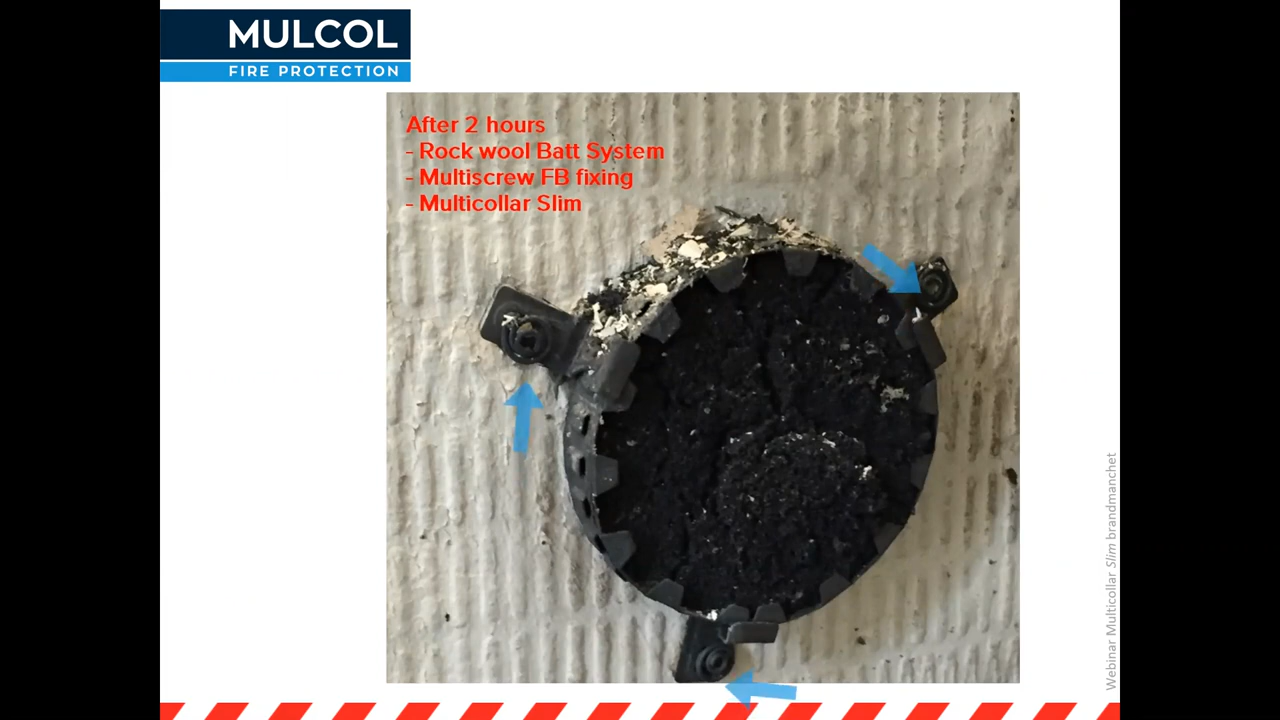 MULCOL
FIRE PROTECTION
After 2 hours
- Rock wool Batt System
- Multiscrew FB fixing
- Multicollar Slim
Webinar Multicollar Slim brandmanchet